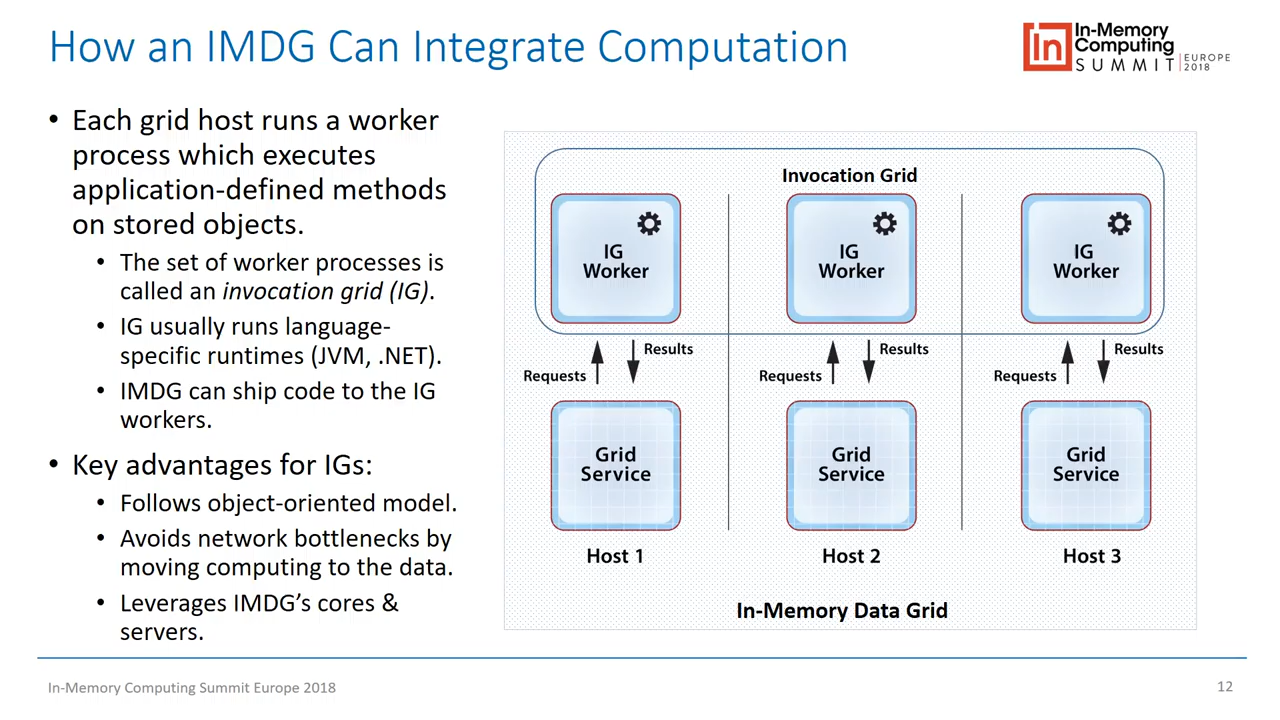 How an IMDG Can Integrate Computation
In-Memory
Computing
SUMMIT
EUROPE
2018
• Each grid host runs a worker
process which executes
application-defined methods
on stored objects.
• The set of worker processes is
called an invocation grid (IG).
• IG usually runs language-
specific runtimes (JVM, .NET).
• IMDG can ship code to the IG
workers.
• Key advantages for IGs:
• Follows object-oriented model.
• Avoids network bottlenecks by
moving computing to the data.
• Leverages IMDG’s cores &
servers.
Invocation Grid
IG
Worker
IG
Worker
IG
Worker
Requests
Results
Requests
Results
Requests
Results
Grid
Service
Grid
Service
Grid
Service
Host 1
Host 2
Host 3
In-Memory Data Grid
In-Memory Computing Summit Europe 2018
12